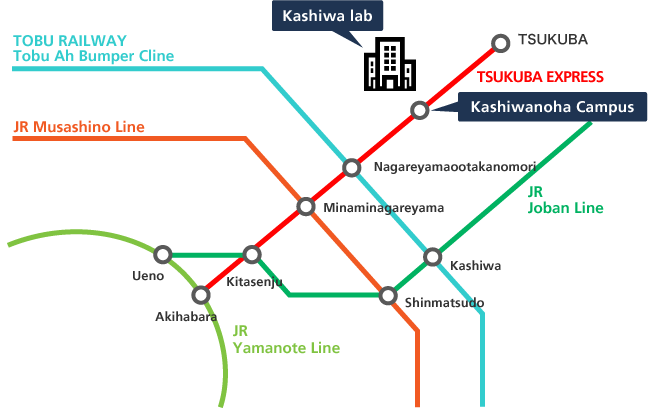 Kashiwa lab
TSUKUBA
TOBU RAILWAY
Tobu Ah Bumper Cline
TSUKUBA EXPRESS
Kashiwanoha Campus
JR Musashino Line
Nagareyamaootakanomori
JR
Joban Line
Minaminagareyama
Kashiwa
Ueno
Kitasenju
Shinmatsudo
Akihabara
JR
Yamanote Line